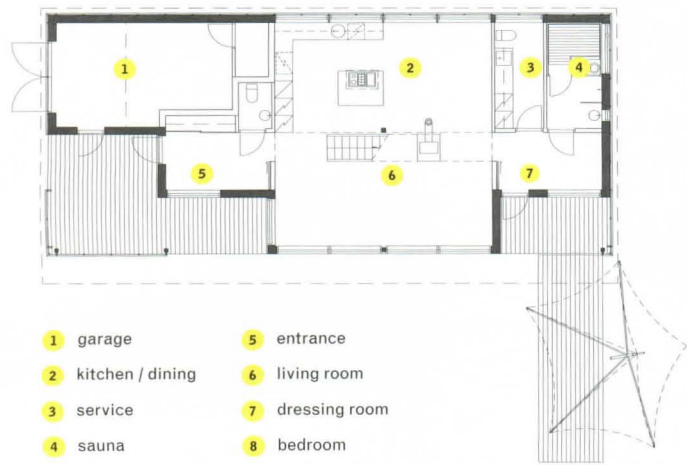 1
2
3
4
5
6
7
1 garage
2 kitchen / dining
3 service
4 sauna
5 entrance
6 living room
7 dressing room
8 bedroom